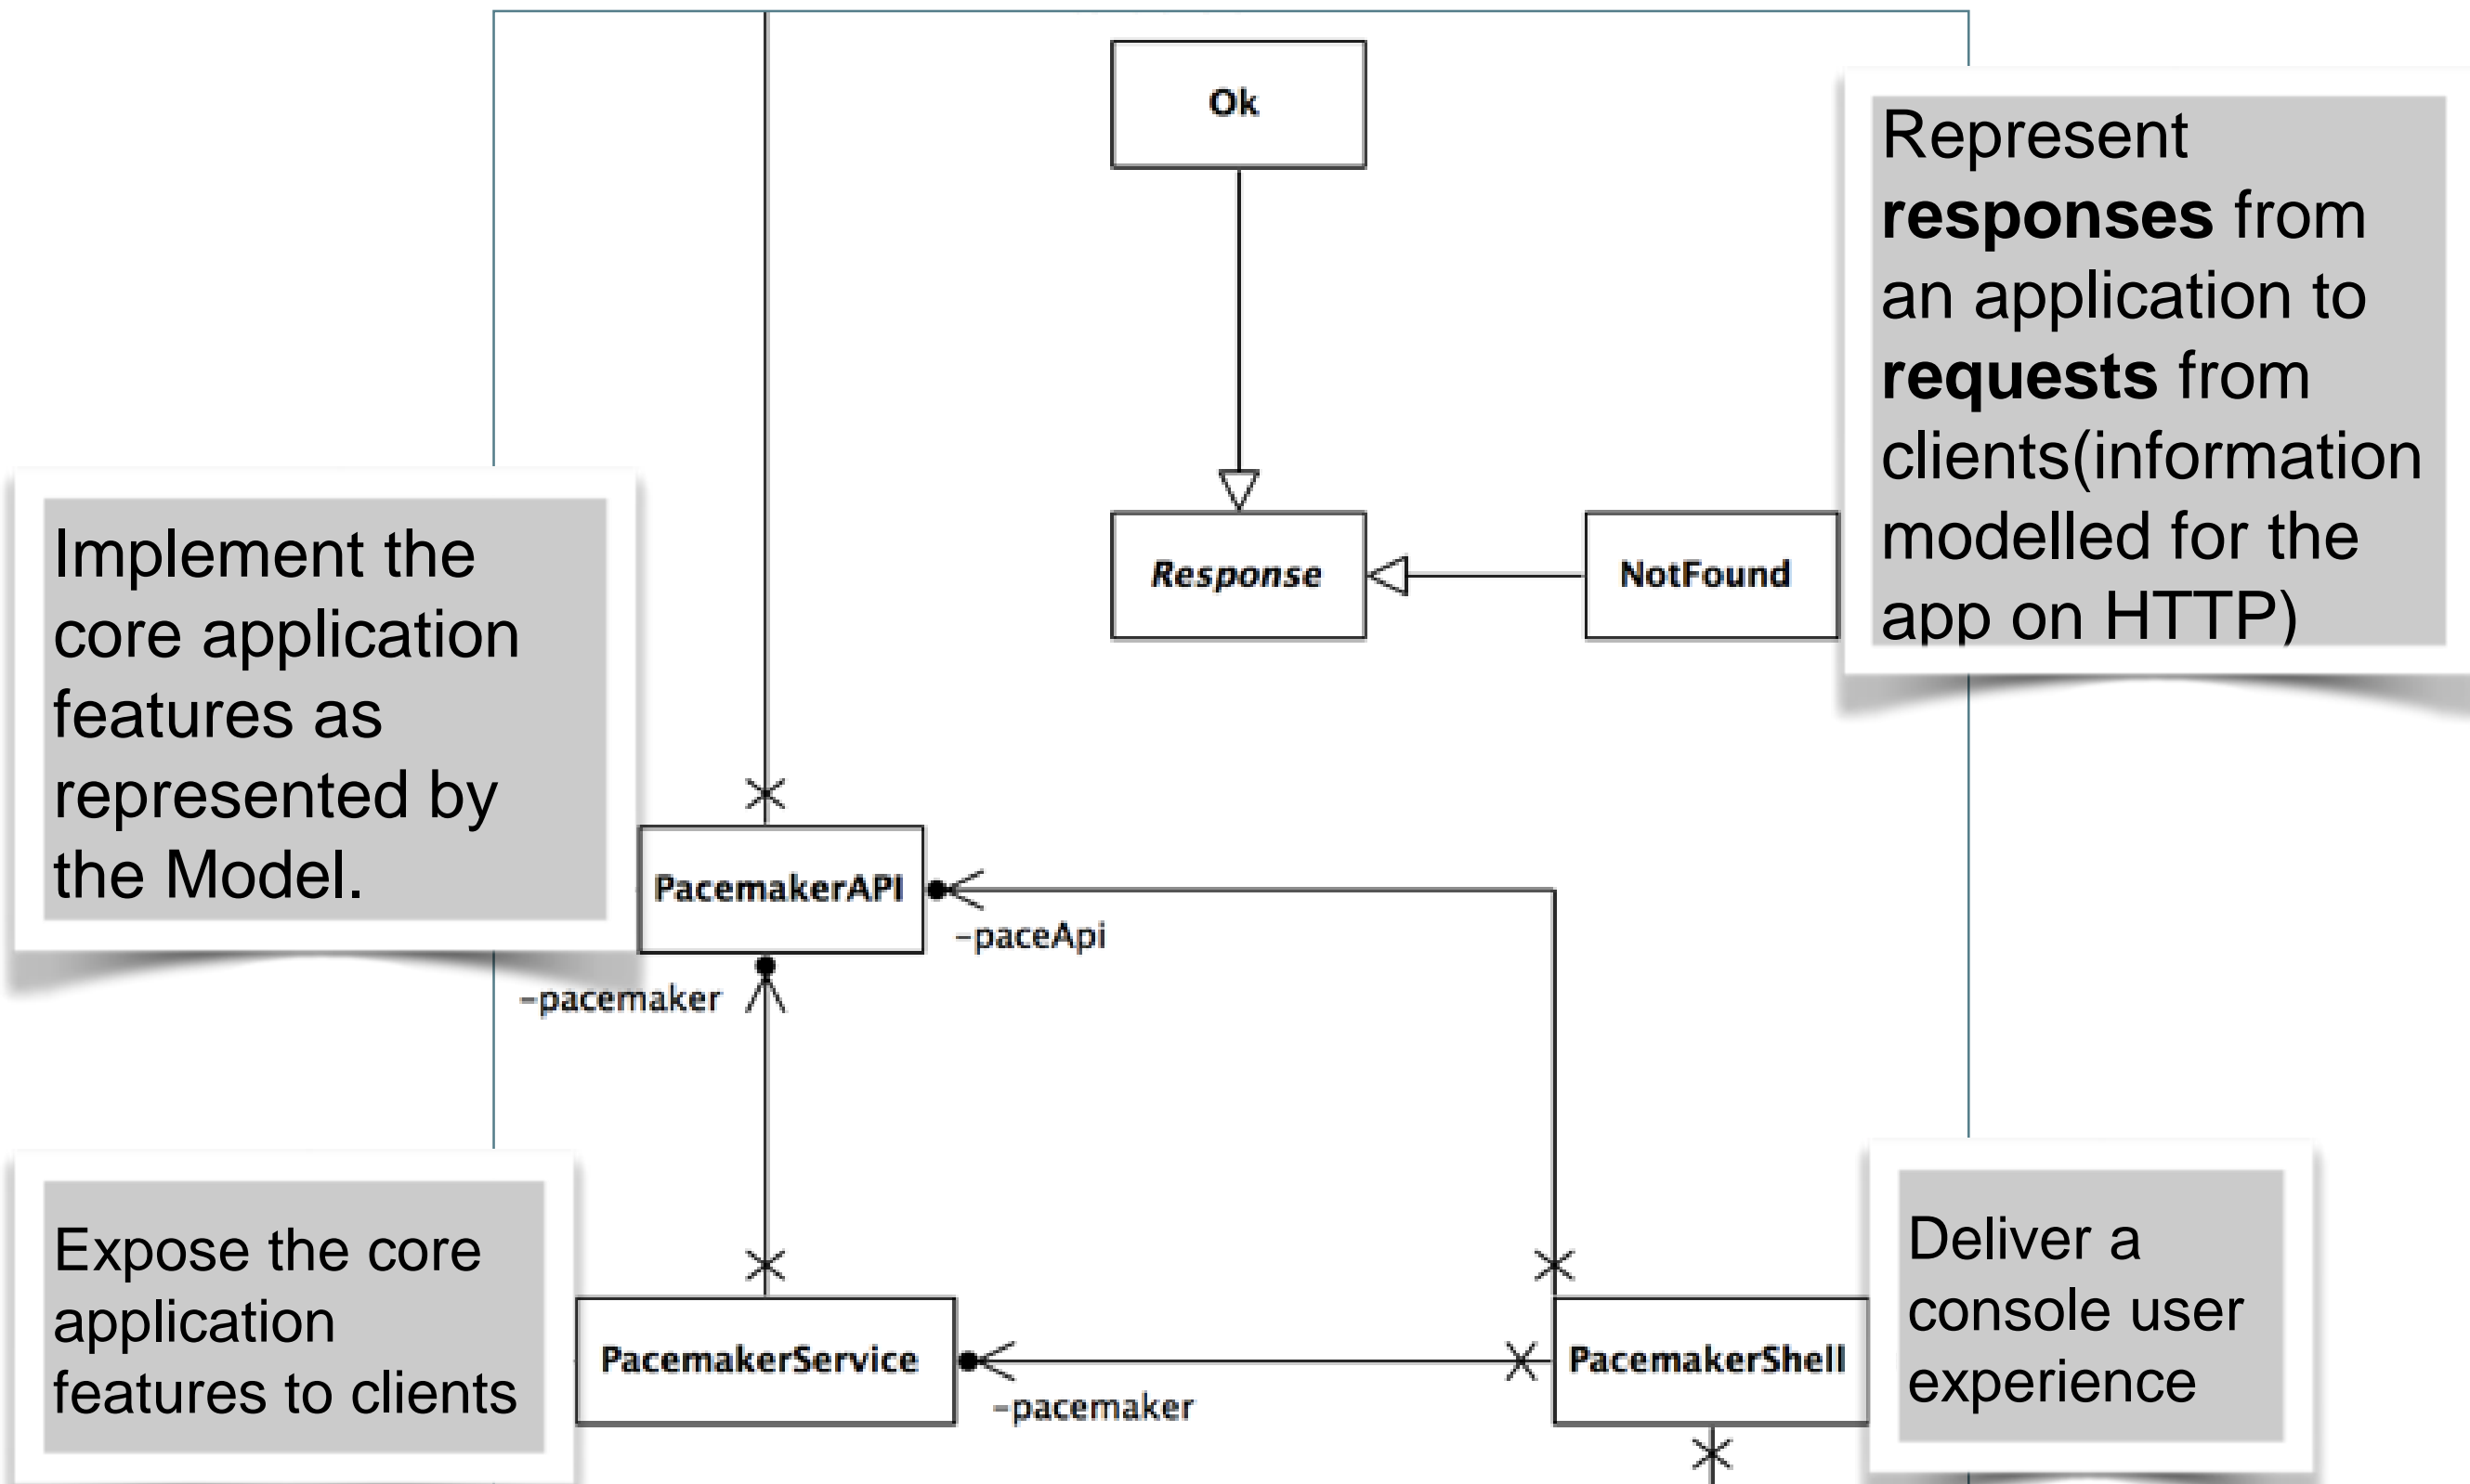 Ok
Represent
responses from
an application to
requests from
clients(information
modelled for the
app on HTTP)
Implement the
core application
features as
represented by
the Model.
Response
NotFound
PacemakerAPI
-paceApi
-pacemaker
Expose the core
application
features to clients
PacemakerService
-pacemaker
PacemakerShell
Deliver a
console user
experience